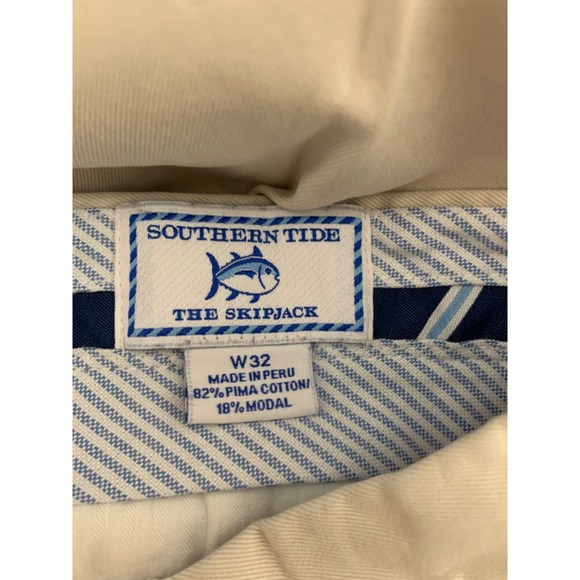 SOUTHERN TIDE
THE SKIPJACK
W32
MADE IN PERU
82% PIMA COTTON/
18% MODAL